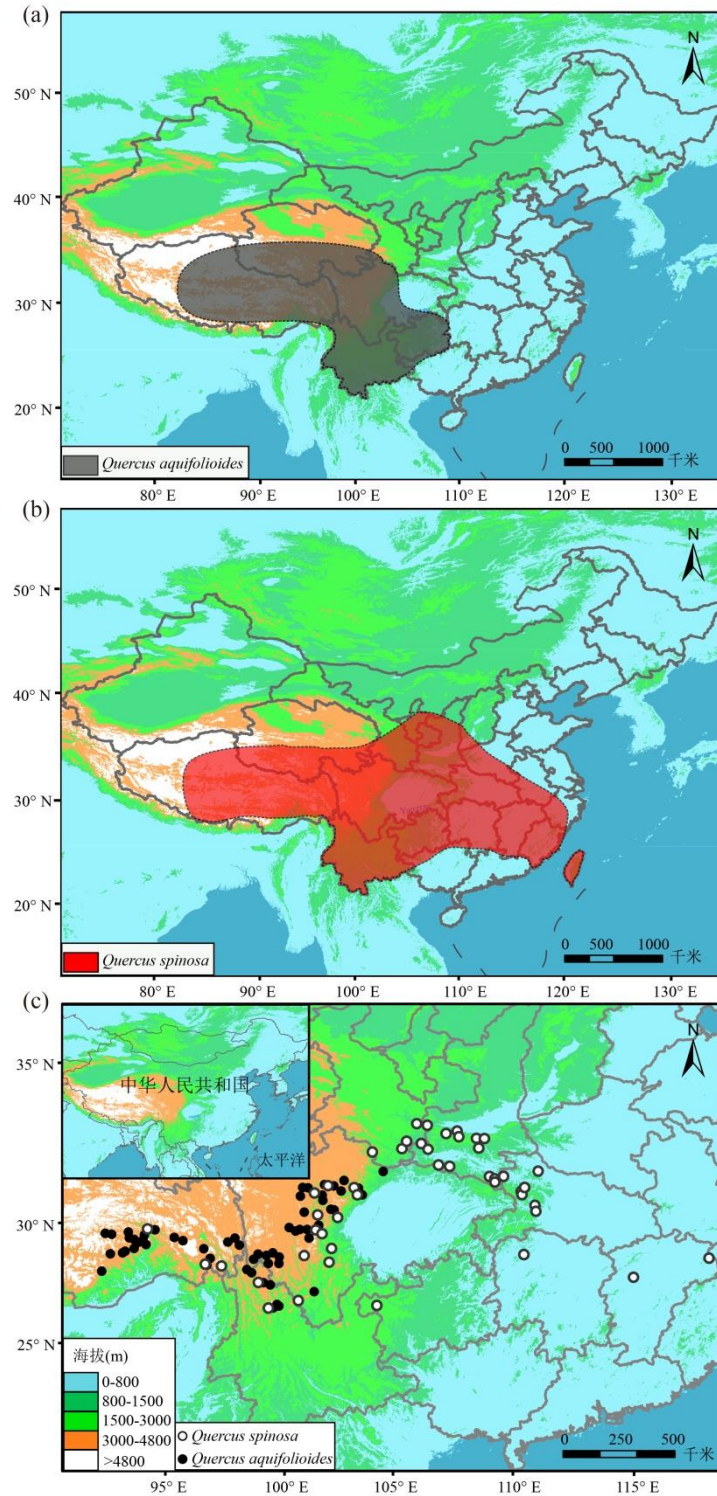 (a)
N
50° N
40° N
30° N
20° N
Quercus aquifolioides
0 500 1000
千米
80° E 90° E 100° E 110° E 120° E 130° E
(b)
N
50° N
40° N
30° N
20° N
Quercus spinosa
0 500 1000
千米
80° E 90° E 100° E 110° E 120° E 130° E
(c)
N
中华人民共和国
太平洋
35° N
30° N
25° N
海拔(m)
0-800
800-1500
1500-3000
3000-4800
>4800
Quercus spinosa
Quercus aquifolioides
0 250 500
千米
95° E 100° E 105° E 110° E 115° E